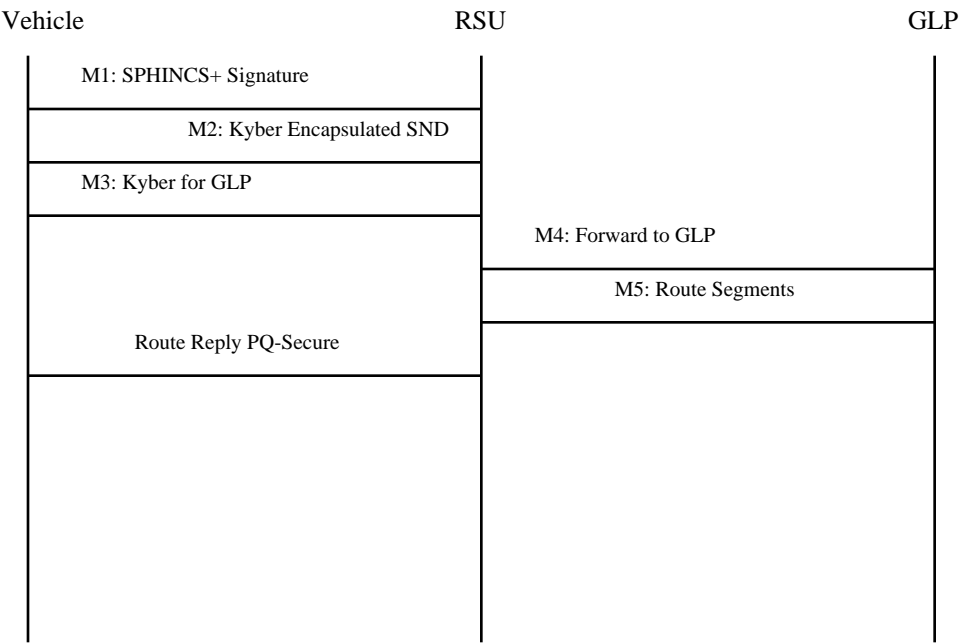 Vehicle RSU GLP
M1: SPHINCS+ Signature
M2: Kyber Encapsulated SND
M3: Kyber for GLP
M4: Forward to GLP
M5: Route Segments
Route Reply PQ-Secure